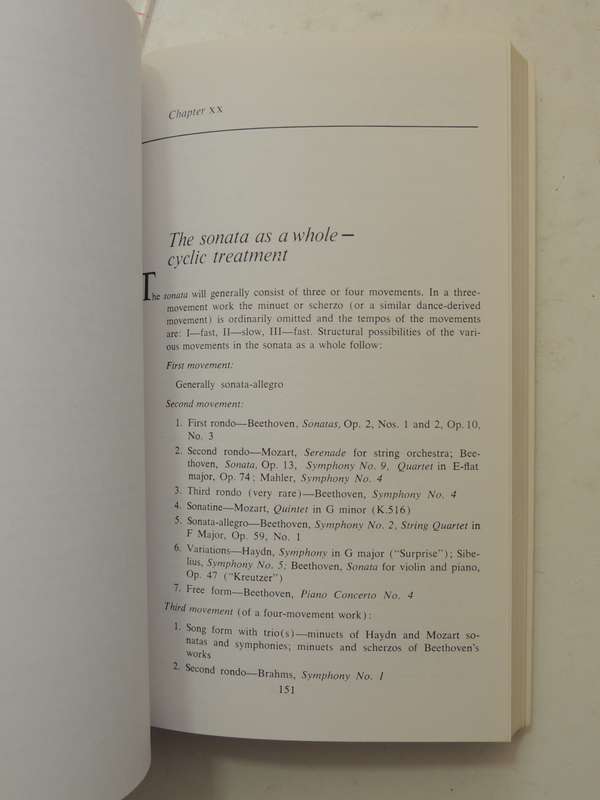 Chapter XX
The sonata as a whole—
cyclic treatment
The sonata will generally consist of three or four movements. In a three-
movement work the minuet or scherzo (or a similar dance-derived
movement) is ordinarily omitted and the tempos of the movements
are: I—fast, II—slow, III—fast. Structural possibilities of the vari-
ous movements in the sonata as a whole follow:
First movement:
Generally sonata-allegro
Second movement:
1. First rondo—Beethoven, Sonatas, Op. 2, Nos. 1 and 2, Op. 10,
No. 3
2. Second rondo—Mozart, Serenade for string orchestra; Bee-
thoven, Sonata, Op. 13, Symphony No. 9, Quartet in E-flat
major, Op. 74; Mahler, Symphony No. 4
3. Third rondo (very rare)—Beethoven, Symphony No. 4
4. Sonatine—Mozart, Quintet in G minor (K.516)
5. Sonata-allegro—Beethoven, Symphony No. 2, String Quartet in
F Major, Op. 59, No. 1
6. Variations—Haydn, Symphony in G major ("Surprise"); Sibe-
lius, Symphony No. 5; Beethoven, Sonata for violin and piano,
Op. 47 ("Kreutzer")
7. Free form—Beethoven, Piano Concerto No. 4
Third movement (of a four-movement work):
1. Song form with trio(s)—minuets of Haydn and Mozart so-
natas and symphonies; minuets and scherzos of Beethoven's
works
2. Second rondo—Brahms, Symphony No. 1
151